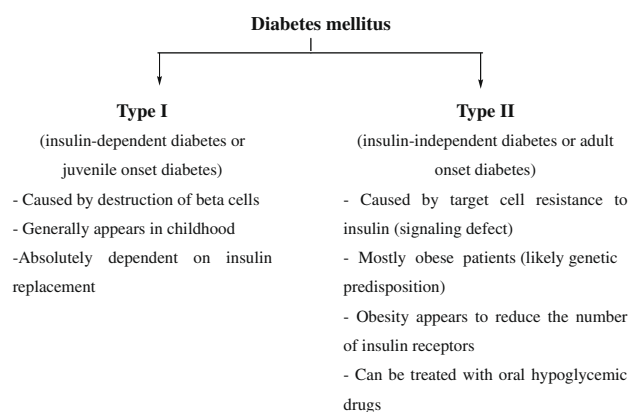 Diabetes mellitus
Type I
(insulin-dependent diabetes or
juvenile onset diabetes)
- Caused by destruction of beta cells
- Generally appears in childhood
-Absolutely dependent on insulin
replacement
Type II
(insulin-independent diabetes or adult
onset diabetes)
- Caused by target cell resistance to
insulin (signaling defect)
- Mostly obese patients (likely genetic
predisposition)
- Obesity appears to reduce the number
of insulin receptors
- Can be treated with oral hypoglycemic
drugs